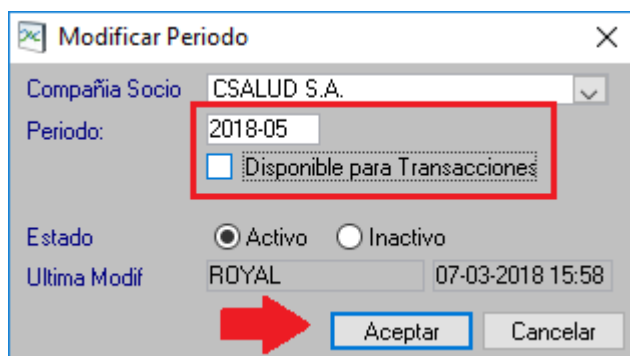 Modificar Periodo
Compañia Socio CSALUD S.A.
Periodo: 2018-05
Disponible para Transacciones
Estado Activo Inactivo
Ultima Modif ROYAL 07-03-2018 15:58
Aceptar Cancelar